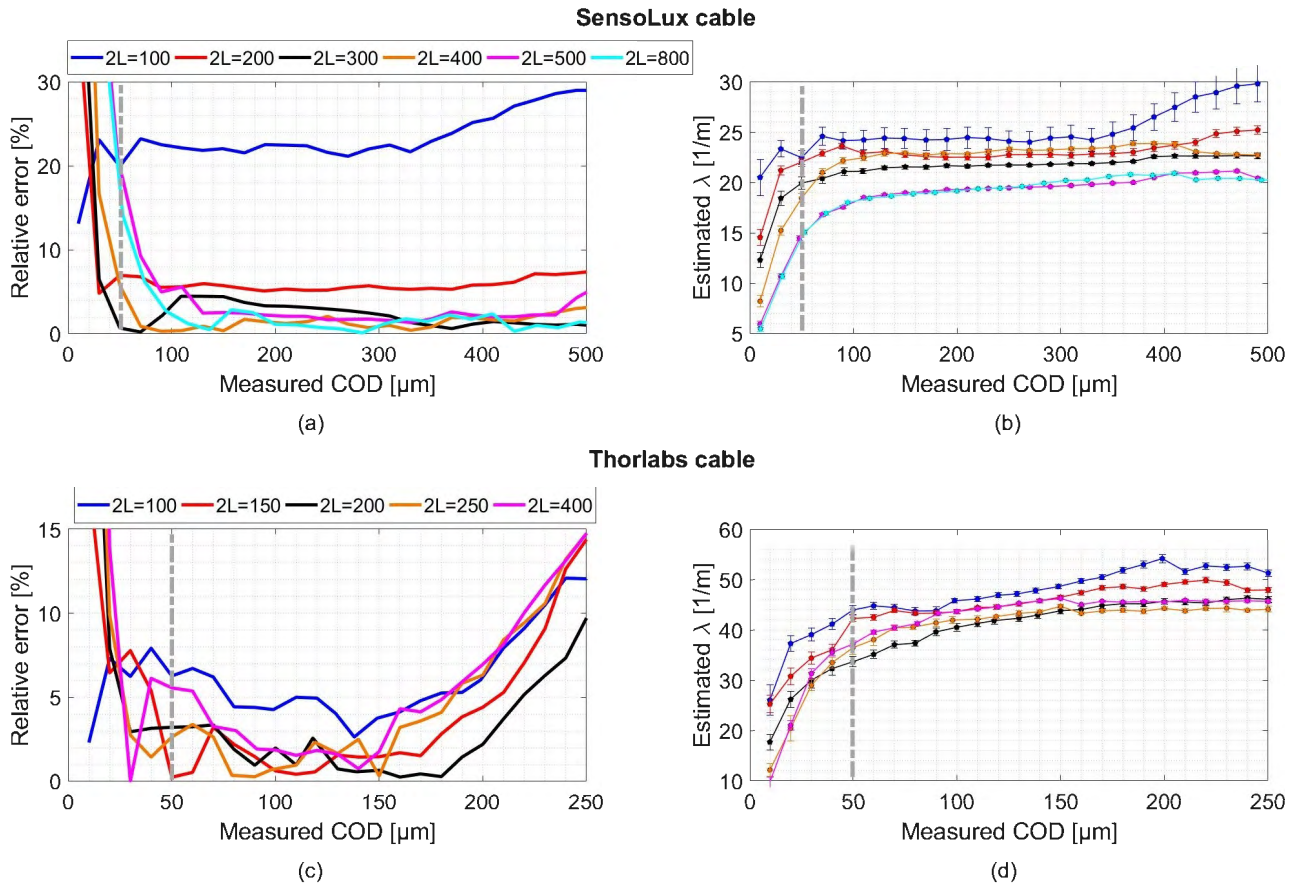 SensoLux cable
2L=100 2L=200 2L=300 2L=400 2L=500 2L=800
30
20
10
0
Relative error [%]
0 100 200 300 400 500
Measured COD [µm]
(a)
30
25
20
15
10
5
Estimated λ [1/m]
0 100 200 300 400 500
Measured COD [µm]
(b)
Thorlabs cable
2L=100 2L=150 2L=200 2L=250 2L=400
15
10
5
0
Relative error [%]
0 50 100 150 200 250
Measured COD [µm]
(c)
60
50
40
30
20
10
Estimated λ [1/m]
0 50 100 150 200 250
Measured COD [µm]
(d)